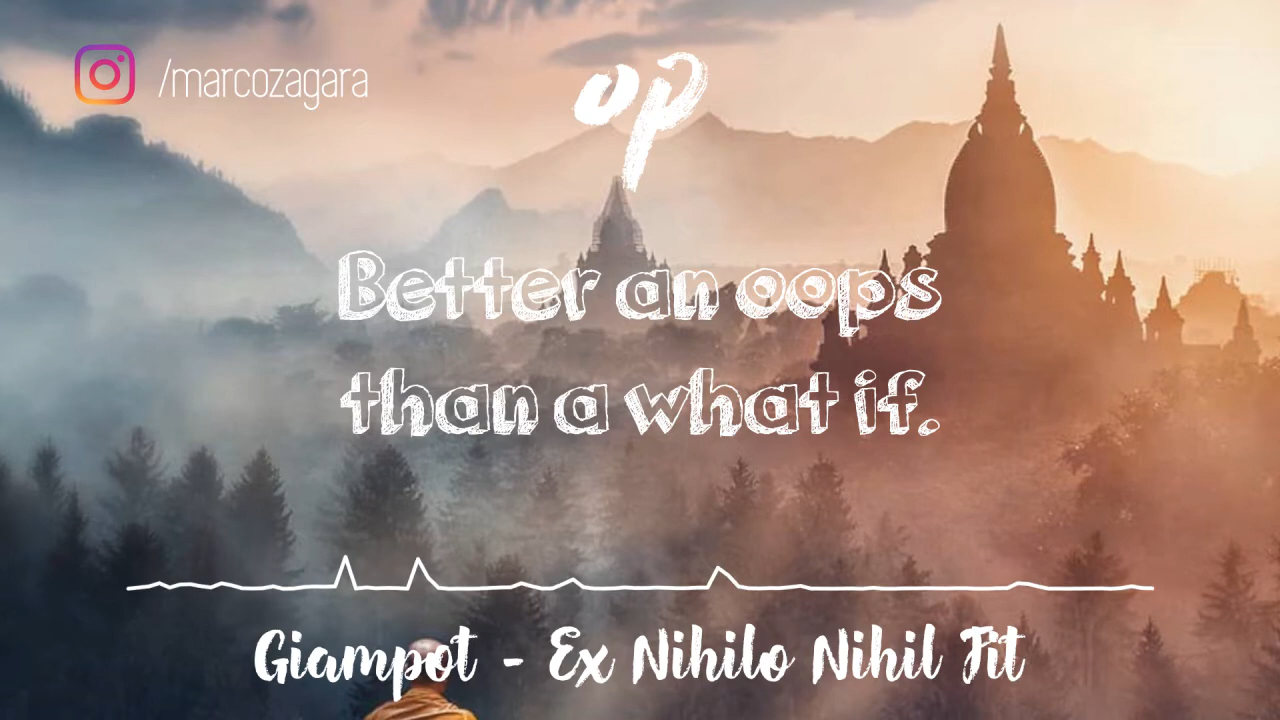 /marcozagara
op
Better an oops
than a what if.
Giampot - Ex Nihilo Nihil Fit